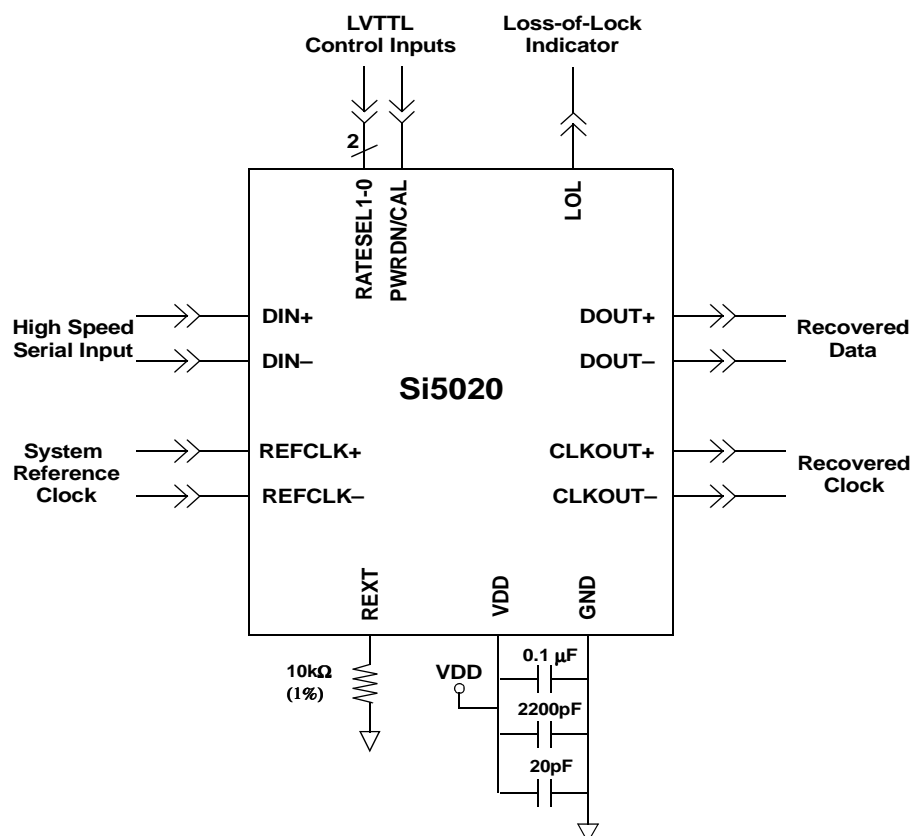 LVTTL
Control Inputs
Loss-of-Lock
Indicator
2
RATESEL1-0
PWRDN/CAL
LOL
High Speed
Serial Input
DIN+
DIN–
System
Reference
Clock
REFCLK+
REFCLK–
Si5020
DOUT+
DOUT–
Recovered
Data
CLKOUT+
CLKOUT–
Recovered
Clock
REXT
VDD
GND
10kΩ
(1%)
VDD
0.1 µF
2200pF
20pF